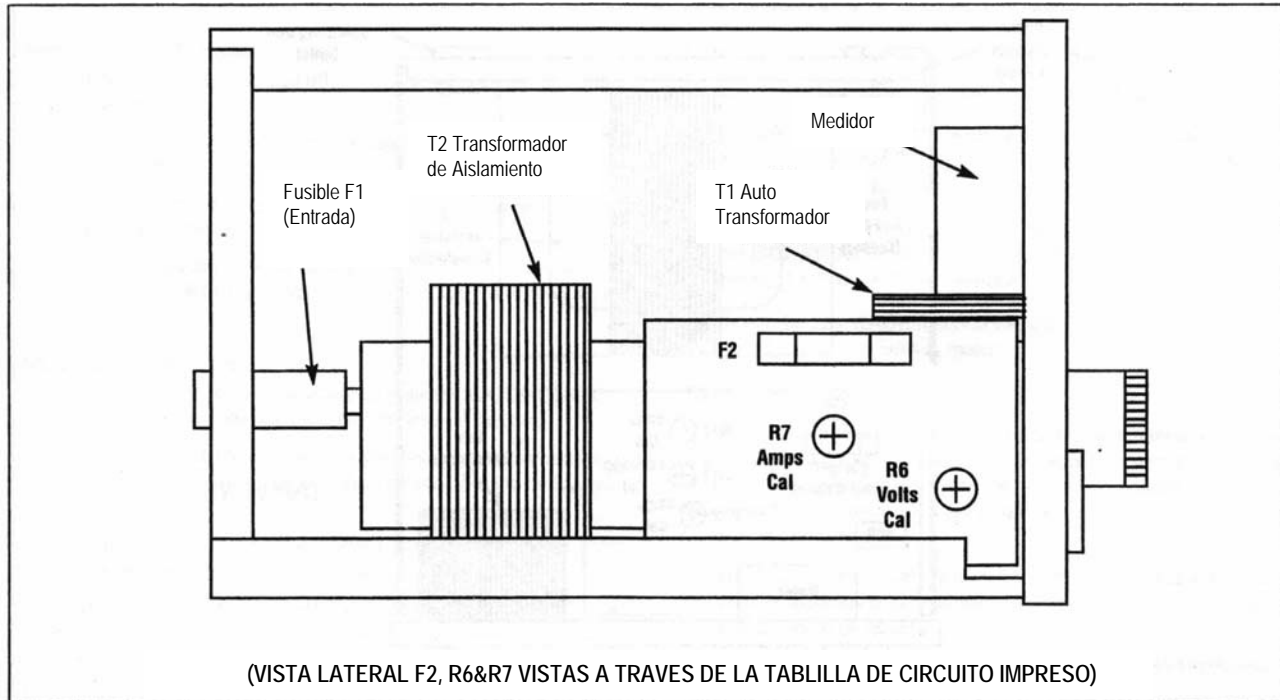 Medidor
T2 Transformador
de Aislamiento
Fusible F1
(Entrada)
T1 Auto
Transformador
F2
R7
Amps
Cal
R6
Volts
Cal
(VISTA LATERAL F2, R6&R7 VISTAS A TRAVES DE LA TABLILLA DE CIRCUITO IMPRESO)